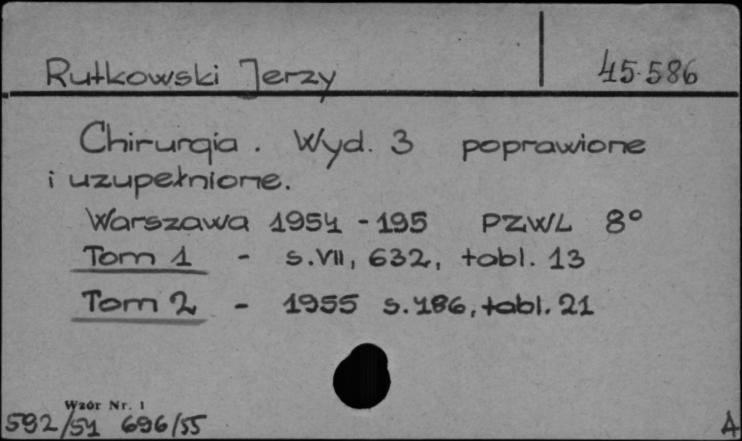 Rutkowski Jerzy 45.586
Chirurgia. Wyd. 3 poprawione
i uzupełnione.
Warszawa 1954 - 195 PZWL 8°
Tom 1 - s. VII, 632, tabl. 13
Tom 2 - 1955 s. 486, tabl. 21
Wzór Nr. 1
592/54 696/55 A